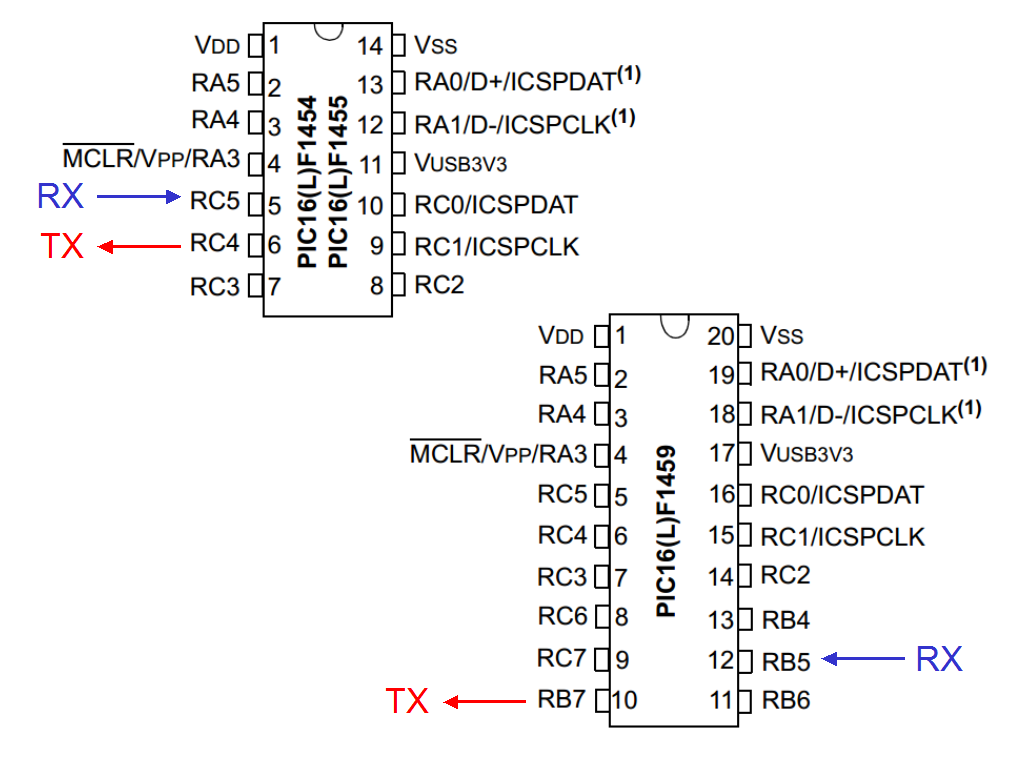 VDD 1 14 VSS
RA5 2 13 RA0/D+/ICSPDAT(1)
RA4 3 12 RA1/D-/ICSPCLK(1)
MCLR/VPP/RA3 4 11 VUSB3V3
RX RC5 5 10 RC0/ICSPDAT
TX RC4 6 9 RC1/ICSPCLK
RC3 7 8 RC2
PIC16(L)F1454
PIC16(L)F1455
VDD 1 20 VSS
RA5 2 19 RA0/D+/ICSPDAT(1)
RA4 3 18 RA1/D-/ICSPCLK(1)
MCLR/VPP/RA3 4 17 VUSB3V3
RC5 5 16 RC0/ICSPDAT
RC4 6 15 RC1/ICSPCLK
RC3 7 14 RC2
RC6 8 13 RB4
RC7 9 12 RB5 RX
TX RB7 10 11 RB6
PIC16(L)F1459